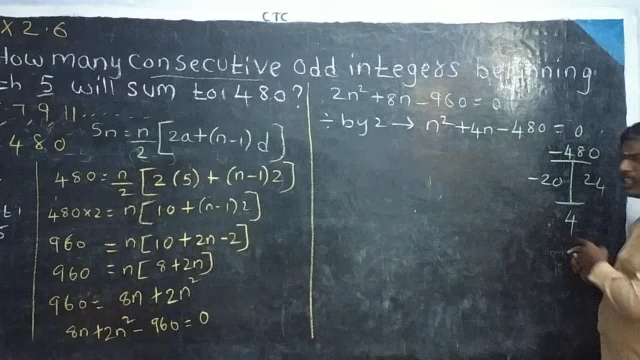 CTC
X 2.6
How many consecutive odd integers beginning
5 will sum to 480?
7, 9 11 .....
480
Sn = n/2 [2a+(n-1)d]
480 = n/2 [2(5) + (n-1)2]
480×2 = n[10+(n-1)2]
960 = n[10+2n-2]
960 = n[8+2n]
960 = 8n + 2n²
8n+2n²-960=0
2n²+8n-960=0
÷ by 2 → n²+4n-480=0
-480
-20 24
4